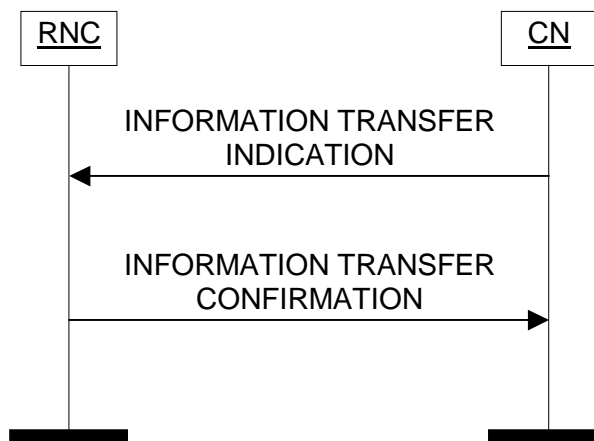 RNC
CN
INFORMATION TRANSFER
INDICATION
INFORMATION TRANSFER
CONFIRMATION